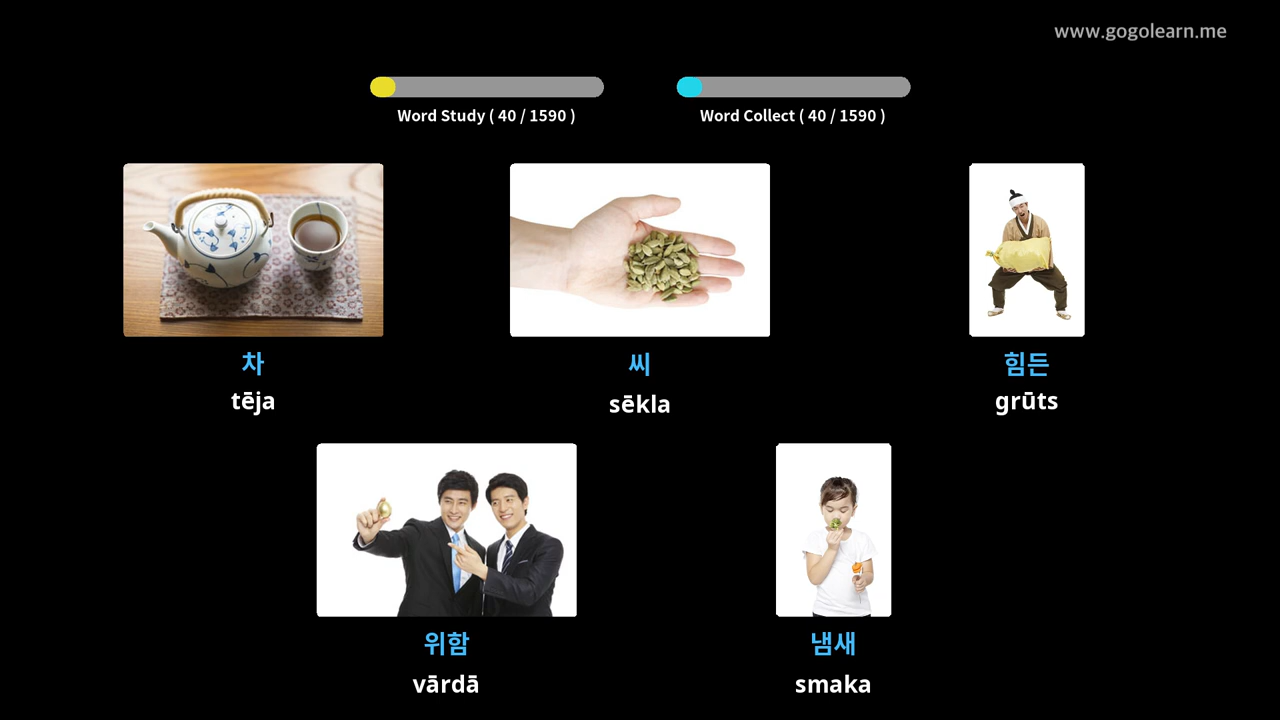 www.gogolearn.me
Word Study ( 40 / 1590 )
Word Collect ( 40 / 1590 )
차
tēja
씨
sēkla
힘든
grūts
위함
vārdā
냄새
smaka